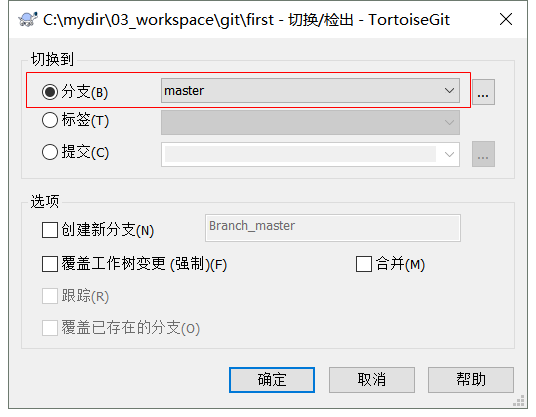 C:\mydir\03_workspace\git\first - 切换/检出 - TortoiseGit
切换到
分支(B) master ...
标签(T)
提交(C) ...
选项
创建新分支(N) Branch_master
覆盖工作树变更 (强制)(F) 合并(M)
跟踪(R)
覆盖已存在的分支(O)
确定 取消 帮助